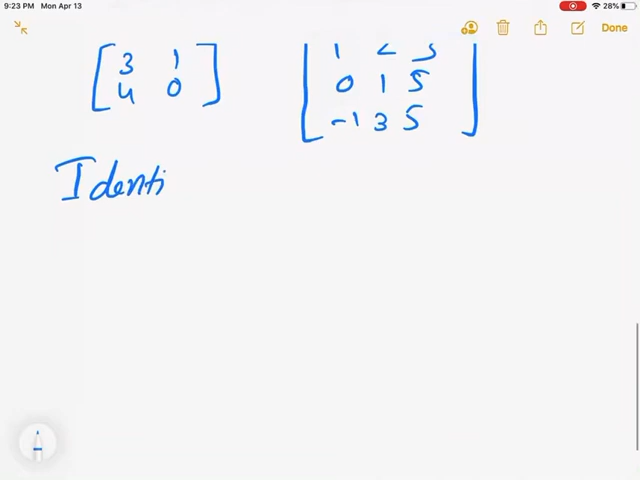 9:23 PM Mon Apr 13
28%
Done
3 1
4 0
0 1 5
-1 3 5
Identi